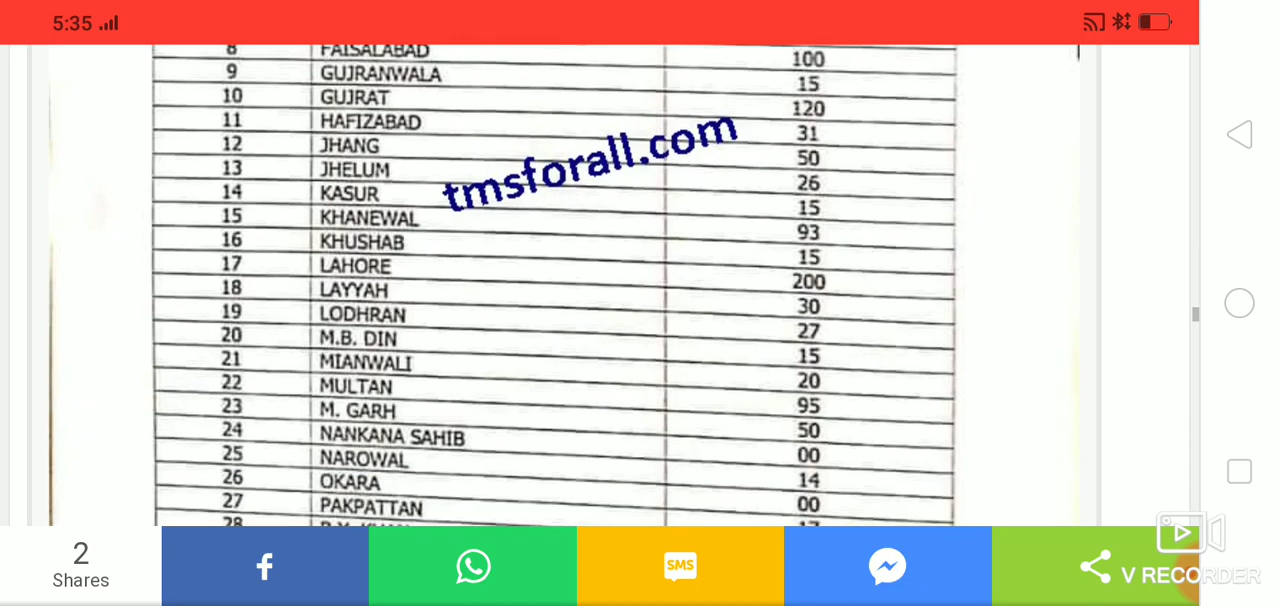 5:35
8 FAISALABAD 100
9 GUJRANWALA 15
10 GUJRAT 120
11 HAFIZABAD 31
12 JHANG 50
13 JHELUM 26
14 KASUR 15
15 KHANEWAL 93
16 KHUSHAB 15
17 LAHORE 200
18 LAYYAH 30
19 LODHRAN 27
20 M.B. DIN 15
21 MIANWALI 20
22 MULTAN 95
23 M. GARH 50
24 NANKANA SAHIB 00
25 NAROWAL 14
26 OKARA 00
27 PAKPATTAN 17
28
tmsforall.com
2
Shares
SMS
V RECORDER